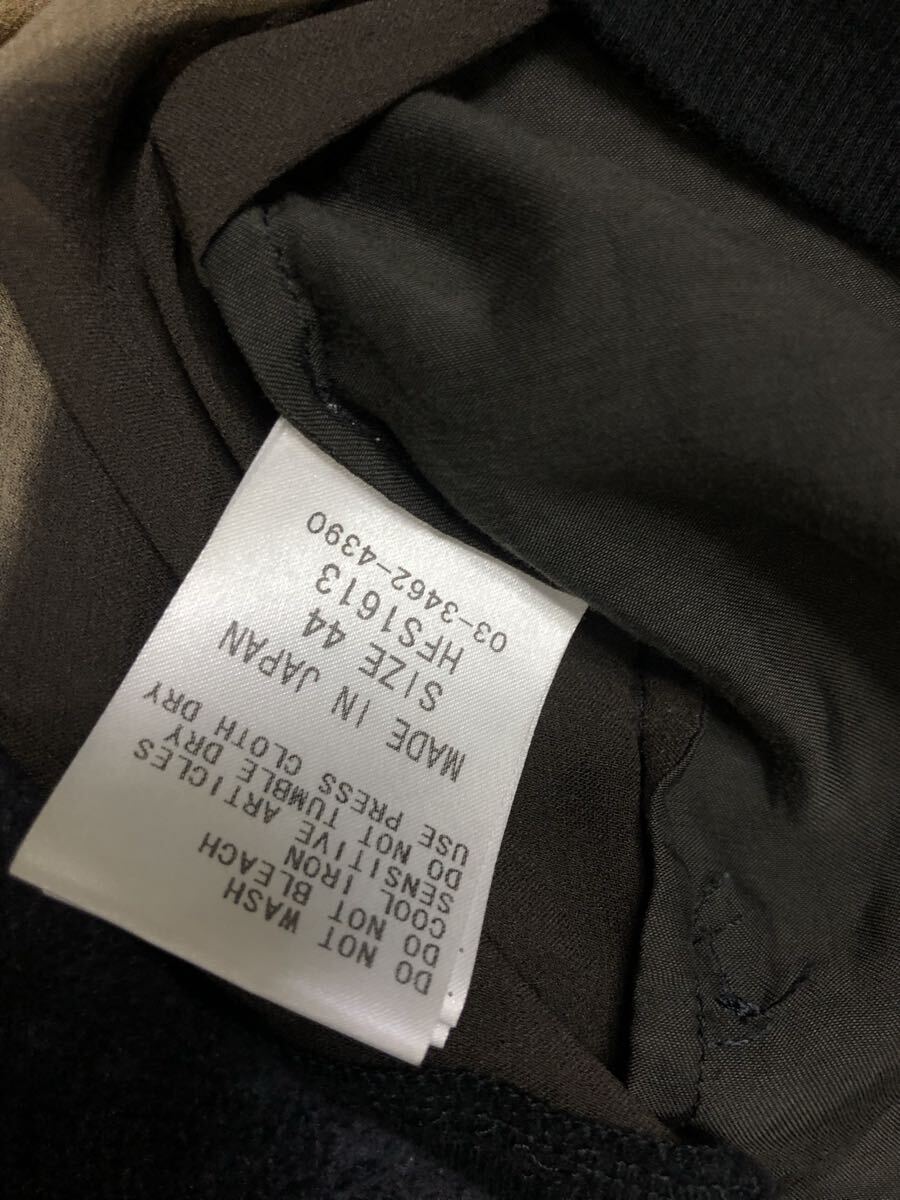 DO NOT WASH
DO NOT BLEACH
COOL IRON
SENSITIVE ARTICLES
DO NOT TUMBLE DRY
USE PRESS CLOTH DRY
MADE IN JAPAN
SIZE 44
HFS1613
03-3462-4390